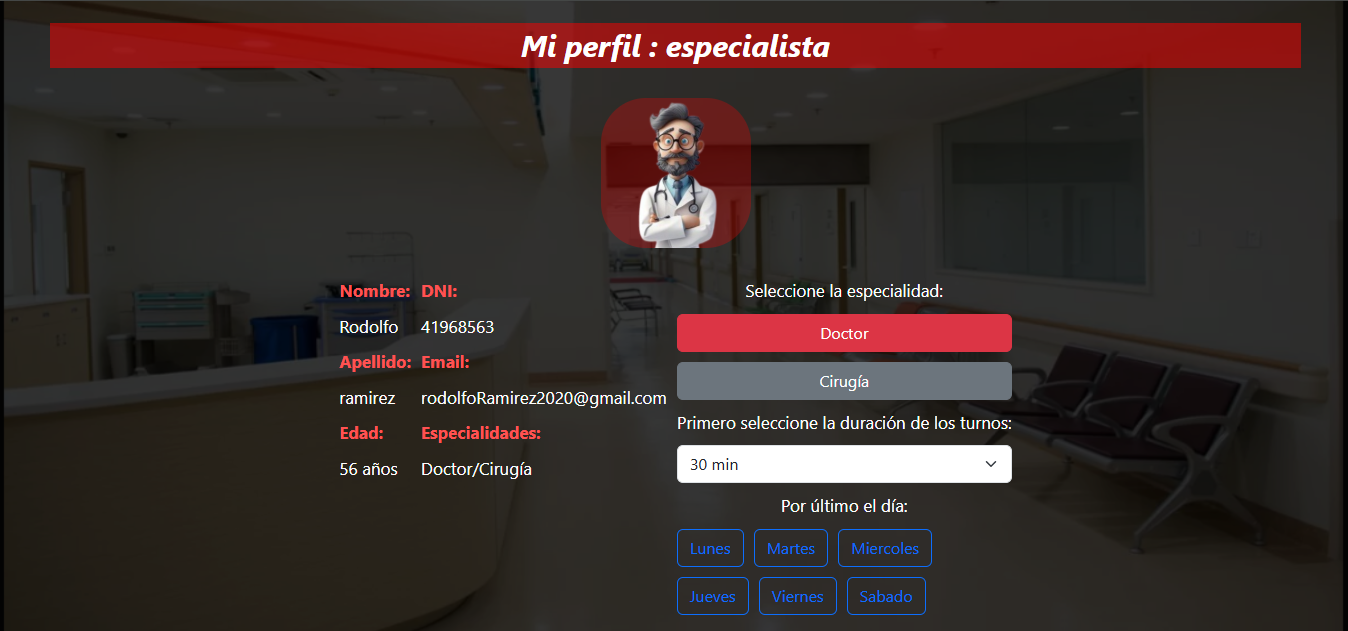 Mi perfil : especialista
Nombre: DNI:
Rodolfo 41968563
Apellido: Email:
ramirez rodolfoRamirez2020@gmail.com
Edad: Especialidades:
56 años Doctor/Cirugía
Seleccione la especialidad:
Doctor
Cirugía
Primero seleccione la duración de los turnos:
30 min
Por último el día:
Lunes Martes Miercoles
Jueves Viernes Sabado